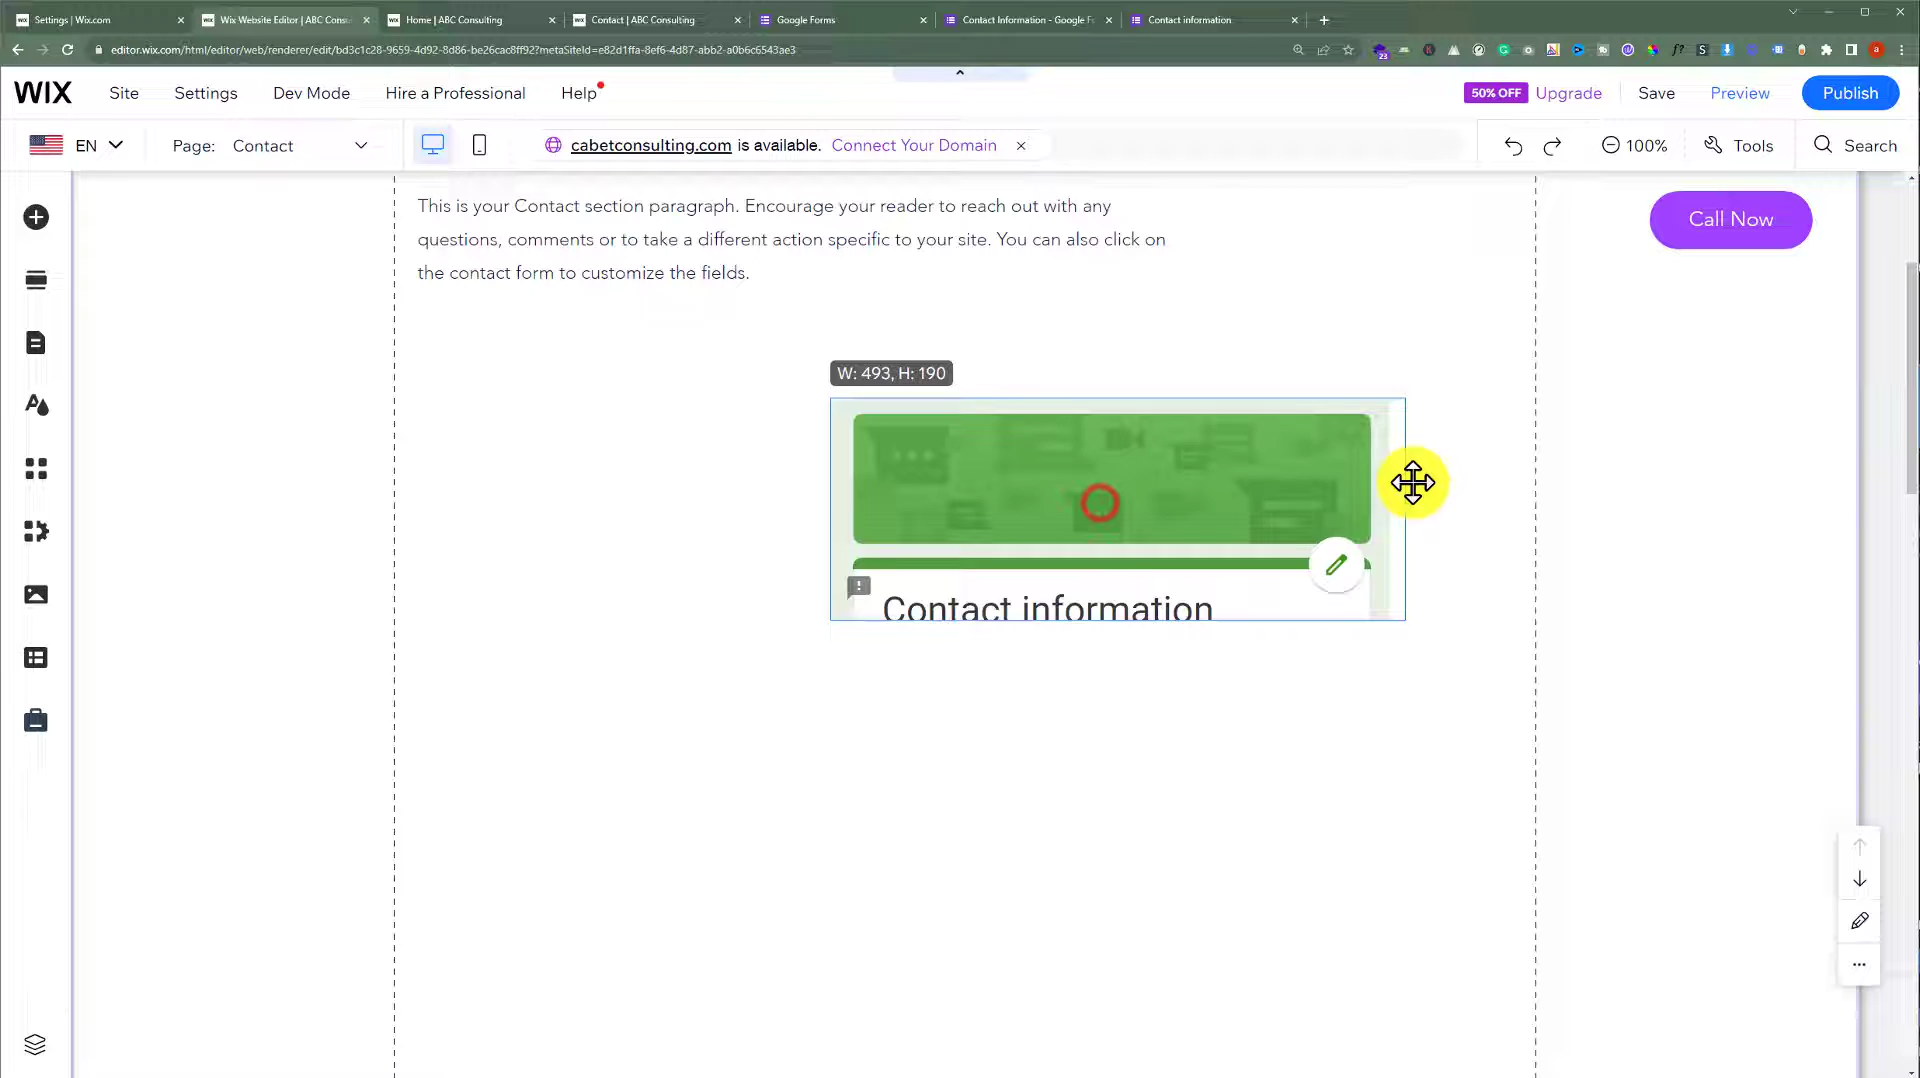 Settings | Wix.com
Wix Website Editor | ABC Consu
Home | ABC Consulting
Contact | ABC Consulting
Google Forms
Contact Information - Google F
Contact information
editor.wix.com/html/editor/web/renderer/edit/bd3c1c28-9659-4d92-8d86-be26cac8ff92?metaSiteId=e82d1ffa-8ef6-4d87-abb2-a0b6c6543ae3
WIX
Site
Settings
Dev Mode
Hire a Professional
Help
50% OFF
Upgrade
Save
Preview
Publish
EN
Page: Contact
cabetconsulting.com is available. Connect Your Domain
100%
Tools
Search
This is your Contact section paragraph. Encourage your reader to reach out with any
questions, comments or to take a different action specific to your site. You can also click on
the contact form to customize the fields.
Call Now
W: 493, H: 190
Contact information